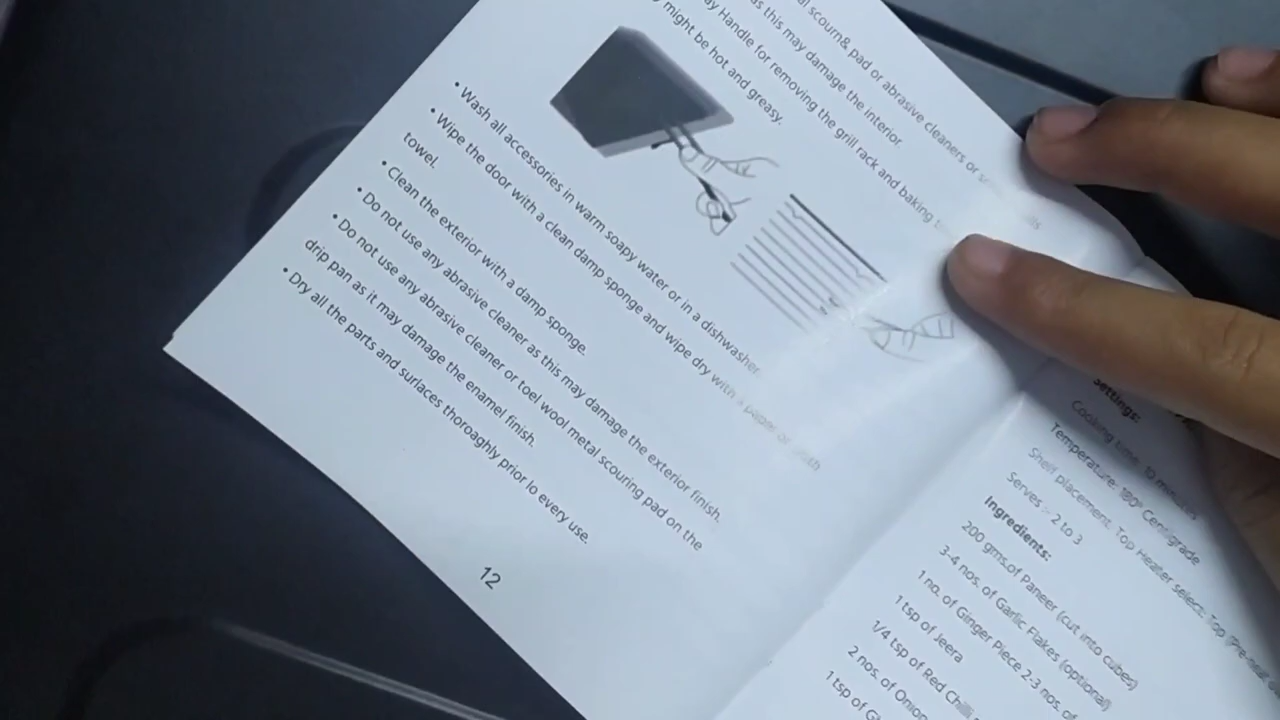 al scourn& pad or abrasive cleaners or
as this may damage the interior.
ay Handle for removing the grill rack and baking
might be hot and greasy.
• Wash all accessories in warm soapy water or in a dishwasher.
• Wipe the door with a clean damp sponge and wipe dry with a paper or cloth
towel.
• Clean the exterior with a damp sponge.
• Do not use any abrasive cleaner as this may damage the exterior finish.
• Do not use any abrasive cleaner or toel wool metal scouring pad on the
drip pan as it may damage the enamel finish.
• Dry all the parts and surlaces thoroaghly prior lo every use.
12
settings:
Cooking time: 10 minutes
Temperature: 180° Centigrade
Shelf placement. Top Heater select: Top
Serves :- 2 to 3
Ingredients:
200 gms.of Paneer (cut into cubes)
3-4 nos. of Garlic Flakes (optional)
1 no. of Ginger Piece 2-3 nos. of
1 tsp of Jeera
1/4 tsp of Red Chilli
2 nos. of Onion
1 tsp of